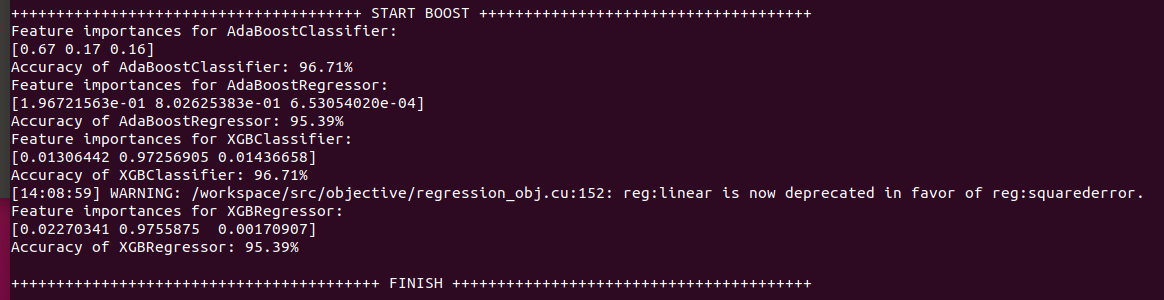 +++++++++++++++++++++++++++++++++++++++ START BOOST +++++++++++++++++++++++++++++++++++++
Feature importances for AdaBoostClassifier:
[0.67 0.17 0.16]
Accuracy of AdaBoostClassifier: 96.71%
Feature importances for AdaBoostRegressor:
[1.96721563e-01 8.02625383e-01 6.53054020e-04]
Accuracy of AdaBoostRegressor: 95.39%
Feature importances for XGBClassifier:
[0.01306442 0.97256905 0.01436658]
Accuracy of XGBClassifier: 96.71%
[14:08:59] WARNING: /workspace/src/objective/regression_obj.cu:152: reg:linear is now deprecated in favor of reg:squarederror.
Feature importances for XGBRegressor:
[0.02270341 0.9755875  0.00170907]
Accuracy of XGBRegressor: 95.39%
+++++++++++++++++++++++++++++++++++++++++ FINISH ++++++++++++++++++++++++++++++++++++++++